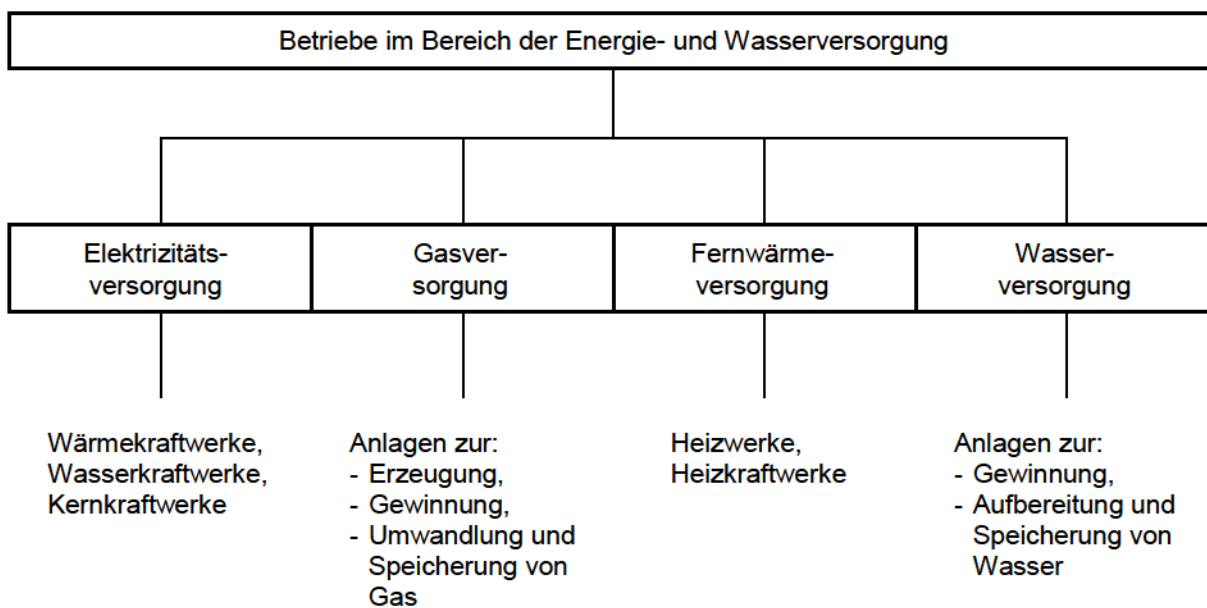 Betriebe im Bereich der Energie- und Wasserversorgung
Elektrizitäts-
versorgung
Gasver-
sorgung
Fernwärme-
versorgung
Wasser-
versorgung
Wärmekraftwerke,
Wasserkraftwerke,
Kernkraftwerke
Anlagen zur:
- Erzeugung,
- Gewinnung,
- Umwandlung und
Speicherung von
Gas
Heizwerke,
Heizkraftwerke
Anlagen zur:
- Gewinnung,
- Aufbereitung und
Speicherung von
Wasser